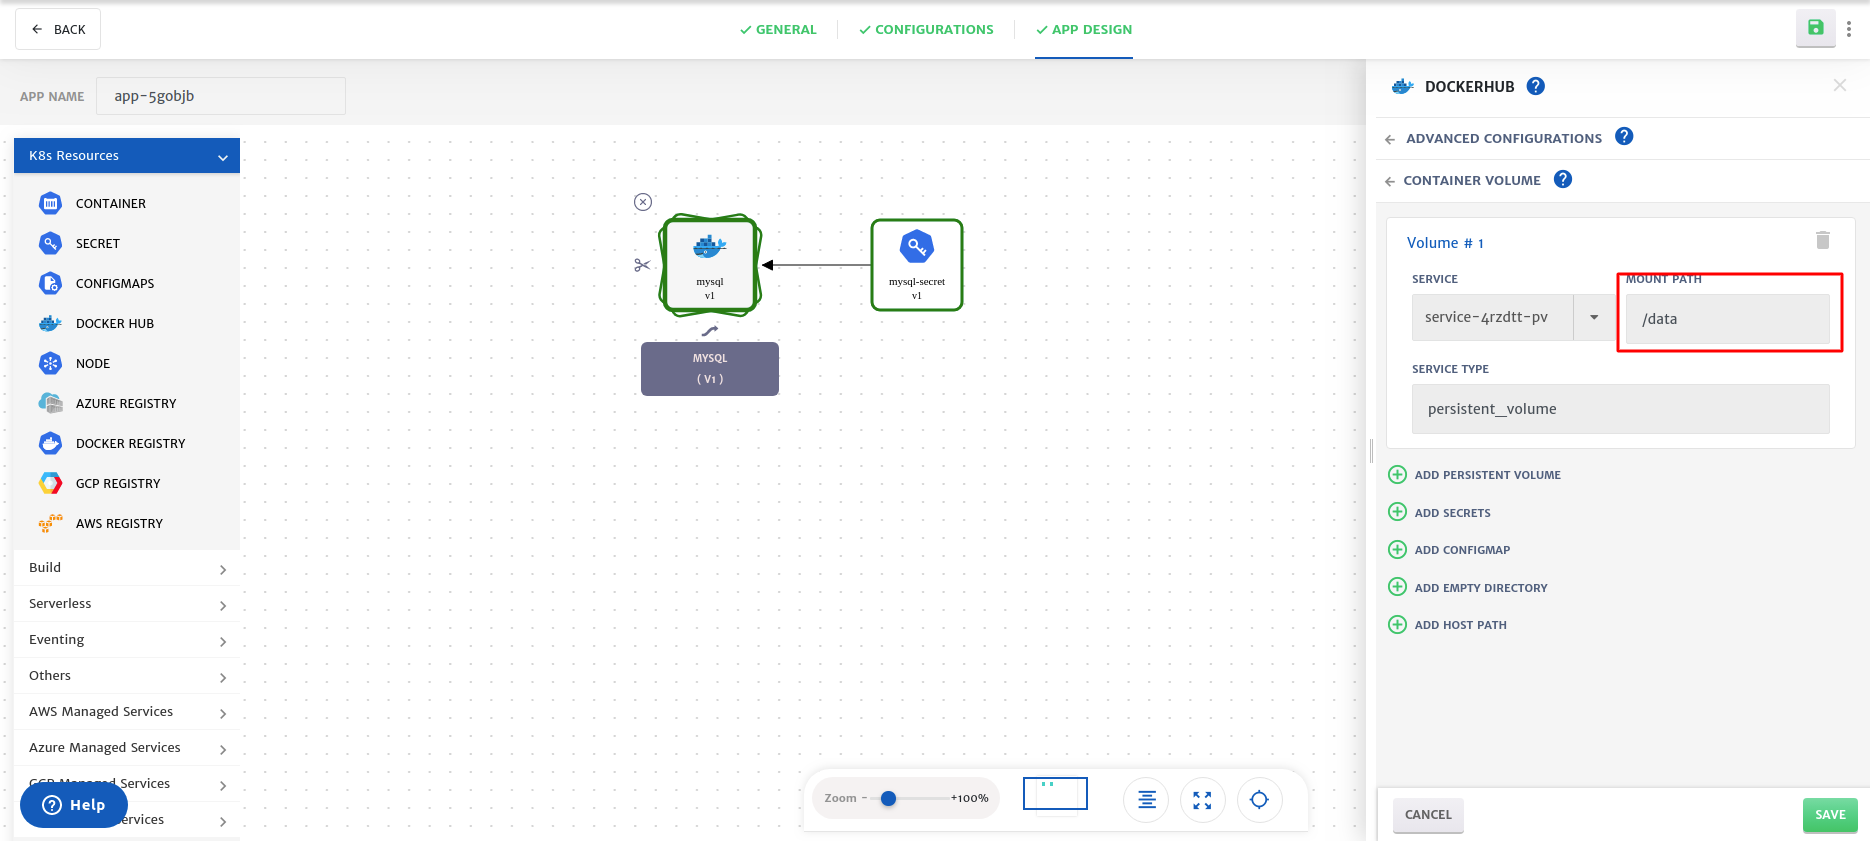 BACK
GENERAL
CONFIGURATIONS
APP DESIGN
APP NAME
app-5gobjb
K8s Resources
CONTAINER
SECRET
CONFIGMAPS
DOCKER HUB
NODE
AZURE REGISTRY
DOCKER REGISTRY
GCP REGISTRY
AWS REGISTRY
Build
Serverless
Eventing
Others
AWS Managed Services
Azure Managed Services
GCP Managed Services
Help
mysql
v1
MYSQL
( V1 )
mysql-secret
v1
Zoom - +100%
DOCKERHUB ?
ADVANCED CONFIGURATIONS ?
CONTAINER VOLUME ?
Volume # 1
SERVICE
service-4rzdtt-pv
MOUNT PATH
/data
SERVICE TYPE
persistent_volume
ADD PERSISTENT VOLUME
ADD SECRETS
ADD CONFIGMAP
ADD EMPTY DIRECTORY
ADD HOST PATH
CANCEL
SAVE